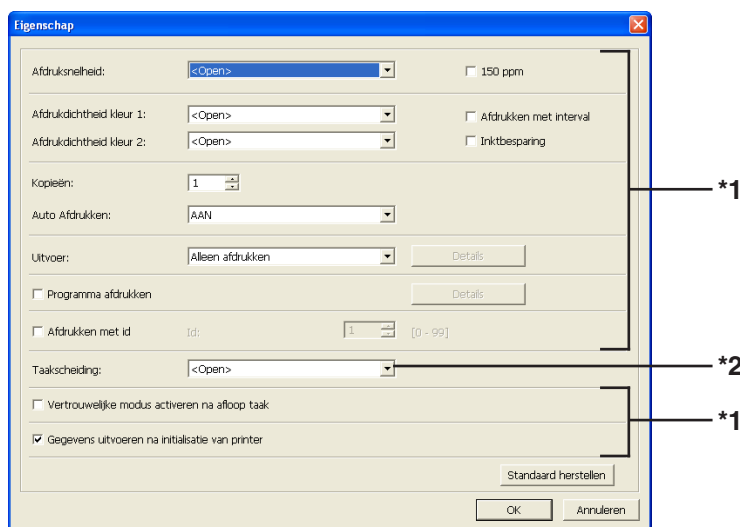 Eigenschap
Afdruksnelheid: <Open> 150 ppm
Afdrukdichtheid kleur 1: <Open> Afdrukken met interval
Afdrukdichtheid kleur 2: <Open> Inktbesparing
Kopieën: 1
*1
Auto Afdrukken: AAN
Uitvoer: Alleen afdrukken Details
Programma afdrukken Details
Afdrukken met id Id: 1 [0 - 99]
Taakscheiding: <Open> *2
Vertrouwelijke modus activeren na afloop taak
*1
Gegevens uitvoeren na initialisatie van printer
Standaard herstellen
OK Annuleren